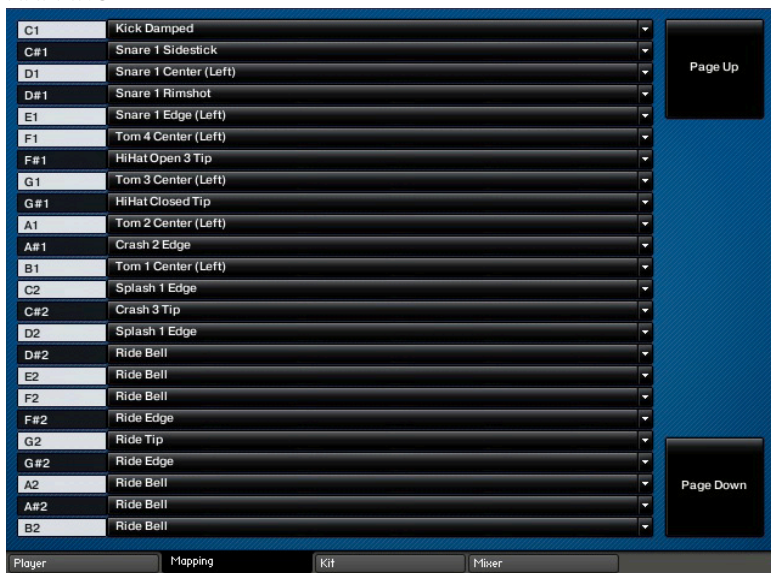 C1 Kick Damped
C#1 Snare 1 Sidestick
D1 Snare 1 Center (Left)
Page Up
D#1 Snare 1 Rimshot
E1 Snare 1 Edge (Left)
F1 Tom 4 Center (Left)
F#1 HiHat Open 3 Tip
G1 Tom 3 Center (Left)
G#1 HiHat Closed Tip
A1 Tom 2 Center (Left)
A#1 Crash 2 Edge
B1 Tom 1 Center (Left)
C2 Splash 1 Edge
C#2 Crash 3 Tip
D2 Splash 1 Edge
D#2 Ride Bell
E2 Ride Bell
F2 Ride Bell
F#2 Ride Edge
G2 Ride Tip
G#2 Ride Edge
A2 Ride Bell
Page Down
A#2 Ride Bell
B2 Ride Bell
Player Mapping Kit Mixer